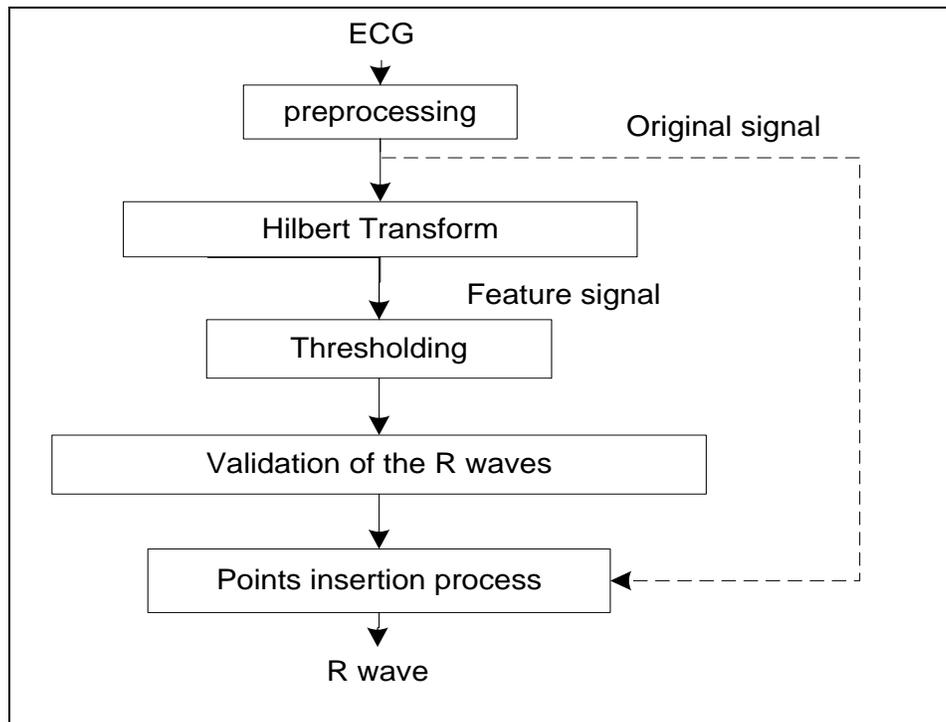 ECG
preprocessing
Original signal
Hilbert Transform
Feature signal
Thresholding
Validation of the R waves
Points insertion process
R wave